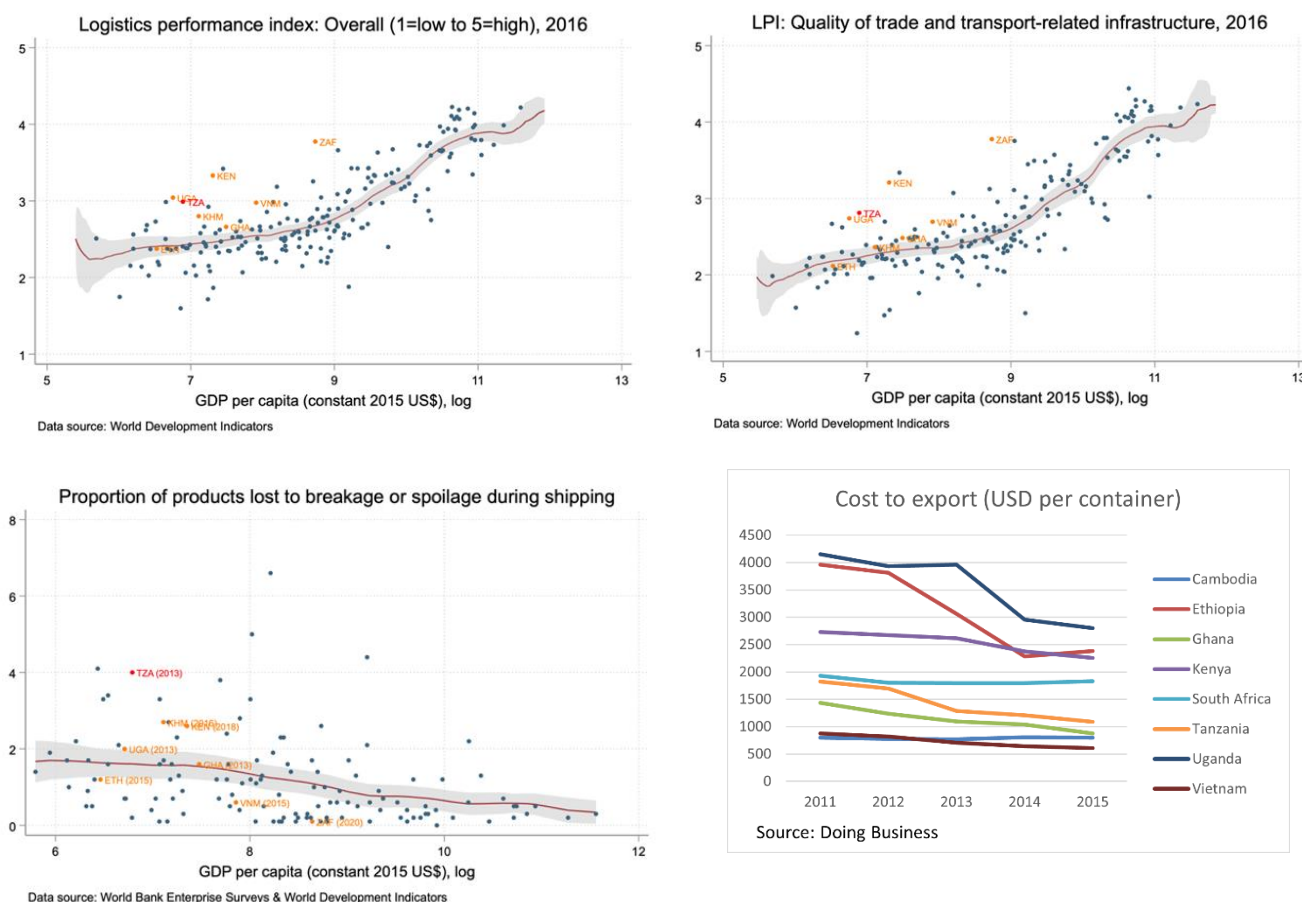 Logistics performance index: Overall (1=low to 5=high), 2016
5
4
3
2
1
ZAF
KEN
UGA
TZA
VNM
KHM
GHA
5
7
9
11
13
GDP per capita (constant 2015 US$), log
Data source: World Development Indicators
LPI: Quality of trade and transport-related infrastructure, 2016
5
4
3
2
1
ZAF
KEN
TZA
UGA
VNM
KHM
ETH
5
7
9
11
13
GDP per capita (constant 2015 US$), log
Data source: World Development Indicators
Proportion of products lost to breakage or spoilage during shipping
8
6
4
2
0
TZA (2013)
KHM (2016)
KEN (2018)
UGA (2013)
GHA (2013)
ETH (2015)
VNM (2015)
ZAF (2020)
6
8
10
12
GDP per capita (constant 2015 US$), log
Data source: World Bank Enterprise Surveys & World Development Indicators
Cost to export (USD per container)
4500
4000
3500
3000
2500
2000
1500
1000
500
0
2011 2012 2013 2014 2015
Cambodia
Ethiopia
Ghana
Kenya
South Africa
Tanzania
Uganda
Vietnam
Source: Doing Business